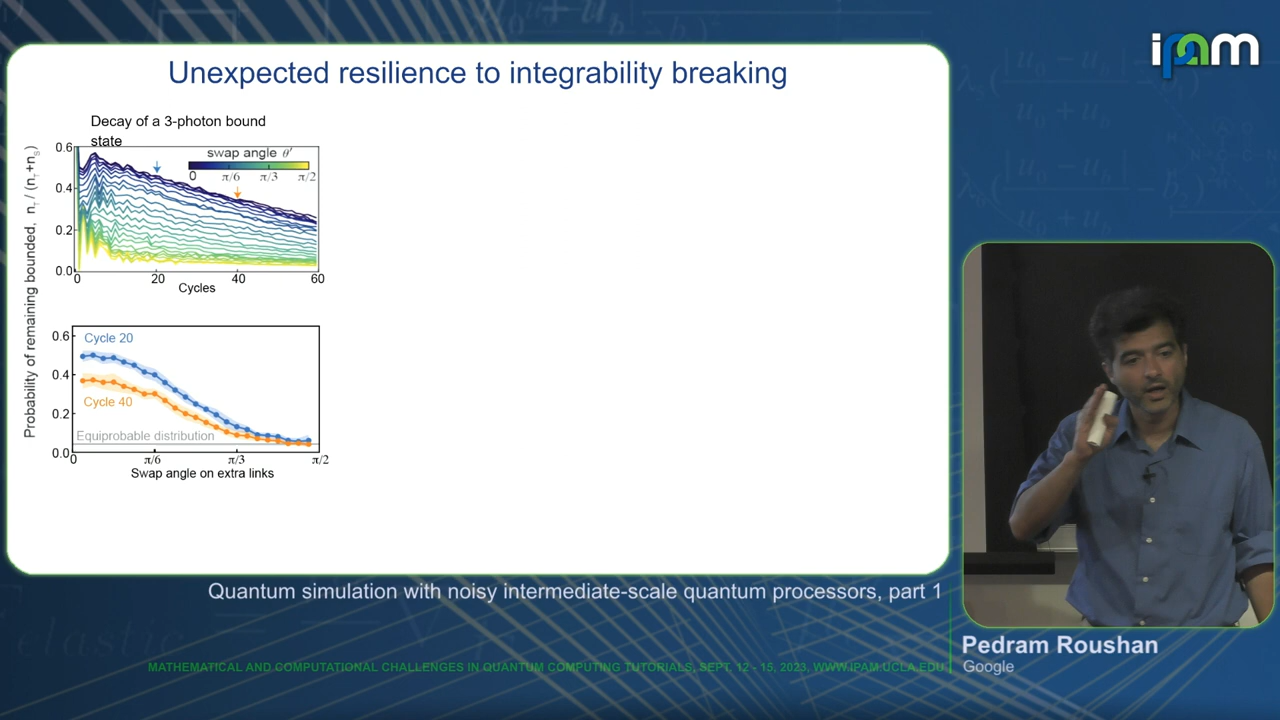 ipam
Unexpected resilience to integrability breaking
Decay of a 3-photon bound
state
Probability of remaining bounded,
0.6
0.4
0.2
0.0
swap angle θ′
0 π/6 π/3 π/2
0 20 40 60
Cycles
0.6
0.4
0.2
0.0
Cycle 20
Cycle 40
Equiprobable distribution
0 π/6 π/3 π/2
Swap angle on extra links
Quantum simulation with noisy intermediate-scale quantum processors, part 1
Pedram Roushan
Google
MATHEMATICAL AND COMPUTATIONAL CHALLENGES IN QUANTUM COMPUTING TUTORIALS, SEPT. 12 - 15, 2023, WWW.IPAM.UCLA.EDU